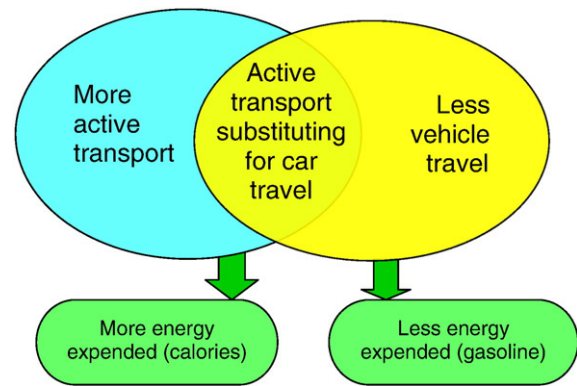 More
active
transport
Active
transport
substituting
for car
travel
Less
vehicle
travel
More energy
expended (calories)
Less energy
expended (gasoline)